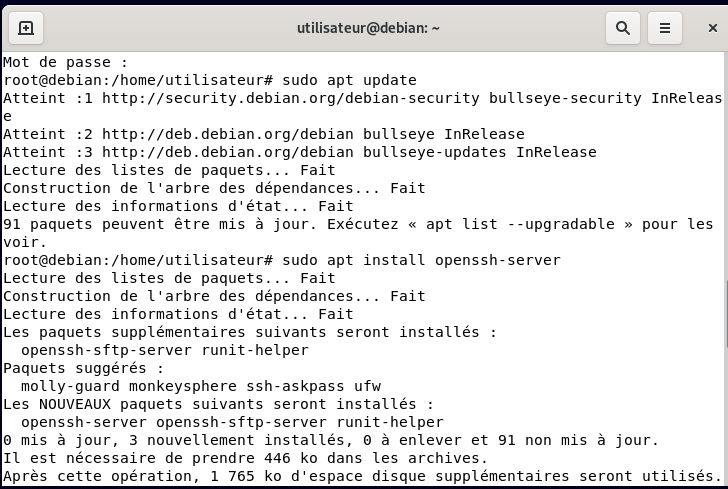 utilisateur@debian: ~
Mot de passe :
root@debian:/home/utilisateur# sudo apt update
Atteint :1 http://security.debian.org/debian-security bullseye-security InReleas
e
Atteint :2 http://deb.debian.org/debian bullseye InRelease
Atteint :3 http://deb.debian.org/debian bullseye-updates InRelease
Lecture des listes de paquets... Fait
Construction de l'arbre des dépendances... Fait
Lecture des informations d'état... Fait
91 paquets peuvent être mis à jour. Exécutez « apt list --upgradable » pour les
voir.
root@debian:/home/utilisateur# sudo apt install openssh-server
Lecture des listes de paquets... Fait
Construction de l'arbre des dépendances... Fait
Lecture des informations d'état... Fait
Les paquets supplémentaires suivants seront installés :
  openssh-sftp-server runit-helper
Paquets suggérés :
  molly-guard monkeysphere ssh-askpass ufw
Les NOUVEAUX paquets suivants seront installés :
  openssh-server openssh-sftp-server runit-helper
0 mis à jour, 3 nouvellement installés, 0 à enlever et 91 non mis à jour.
Il est nécessaire de prendre 446 ko dans les archives.
Après cette opération, 1 765 ko d'espace disque supplémentaires seront utilisés.